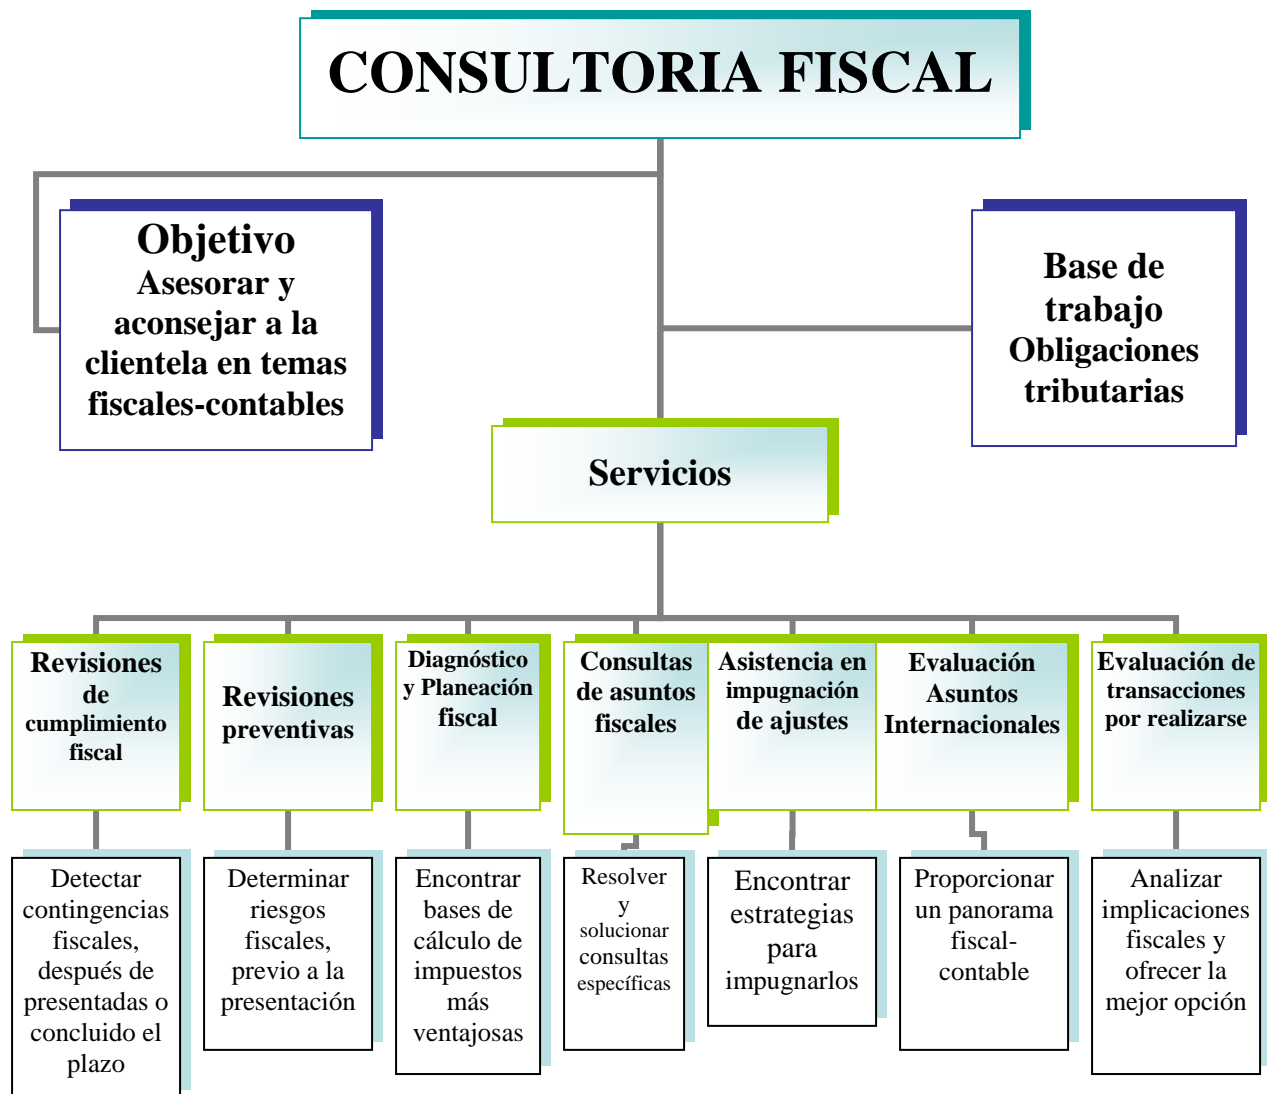 CONSULTORIA FISCAL
Objetivo
Asesorar y
aconsejar a la
clientela en temas
fiscales-contables
Base de
trabajo
Obligaciones
tributarias
Servicios
Revisiones
de
cumplimiento
fiscal
Revisiones
preventivas
Diagnóstico
y Planeación
fiscal
Consultas
de asuntos
fiscales
Asistencia en
impugnación
de ajustes
Evaluación
Asuntos
Internacionales
Evaluación de
transacciones
por realizarse
Detectar
contingencias
fiscales,
después de
presentadas o
concluido el
plazo
Determinar
riesgos
fiscales,
previo a la
presentación
Encontrar
bases de
cálculo de
impuestos
más
ventajosas
Resolver
y
solucionar
consultas
específicas
Encontrar
estrategias
para
impugnarlos
Proporcionar
un panorama
fiscal-
contable
Analizar
implicaciones
fiscales y
ofrecer la
mejor opción